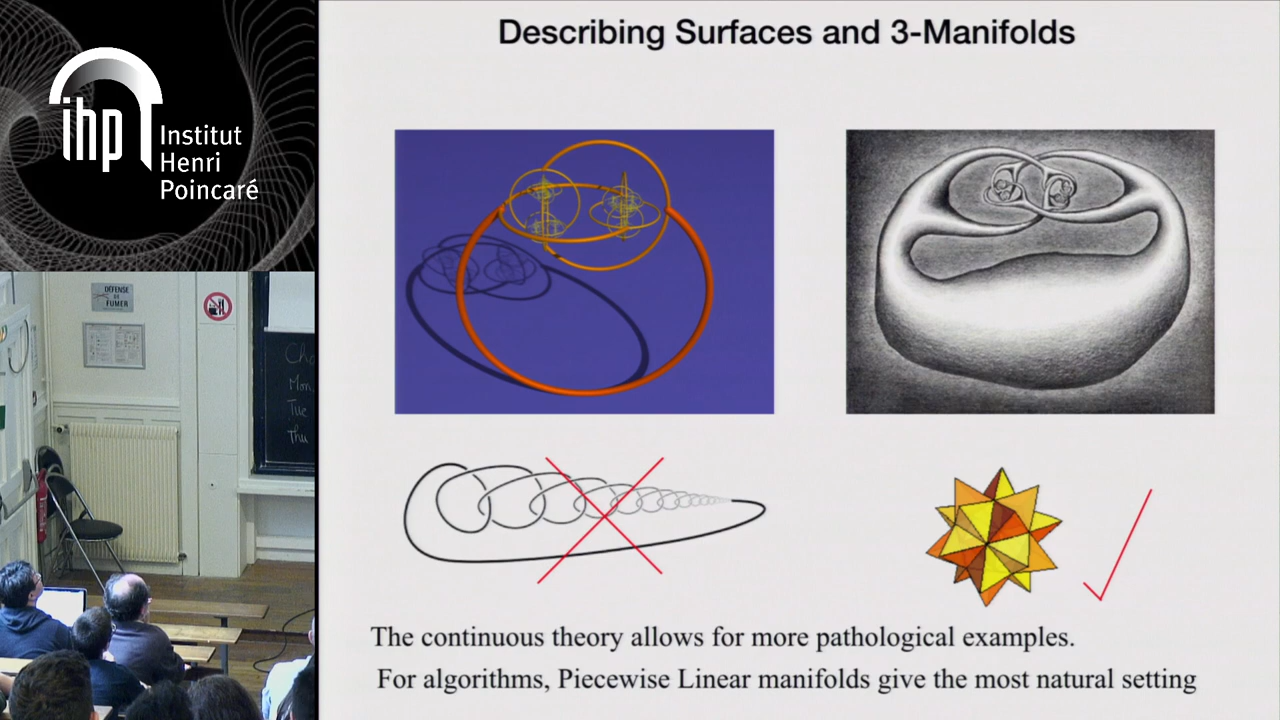 ihp
Institut
Henri
Poincaré
DÉFENSE
DE
FUMER
Mon
Tue
Thu
Describing Surfaces and 3-Manifolds
The continuous theory allows for more pathological examples.
For algorithms, Piecewise Linear manifolds give the most natural setting